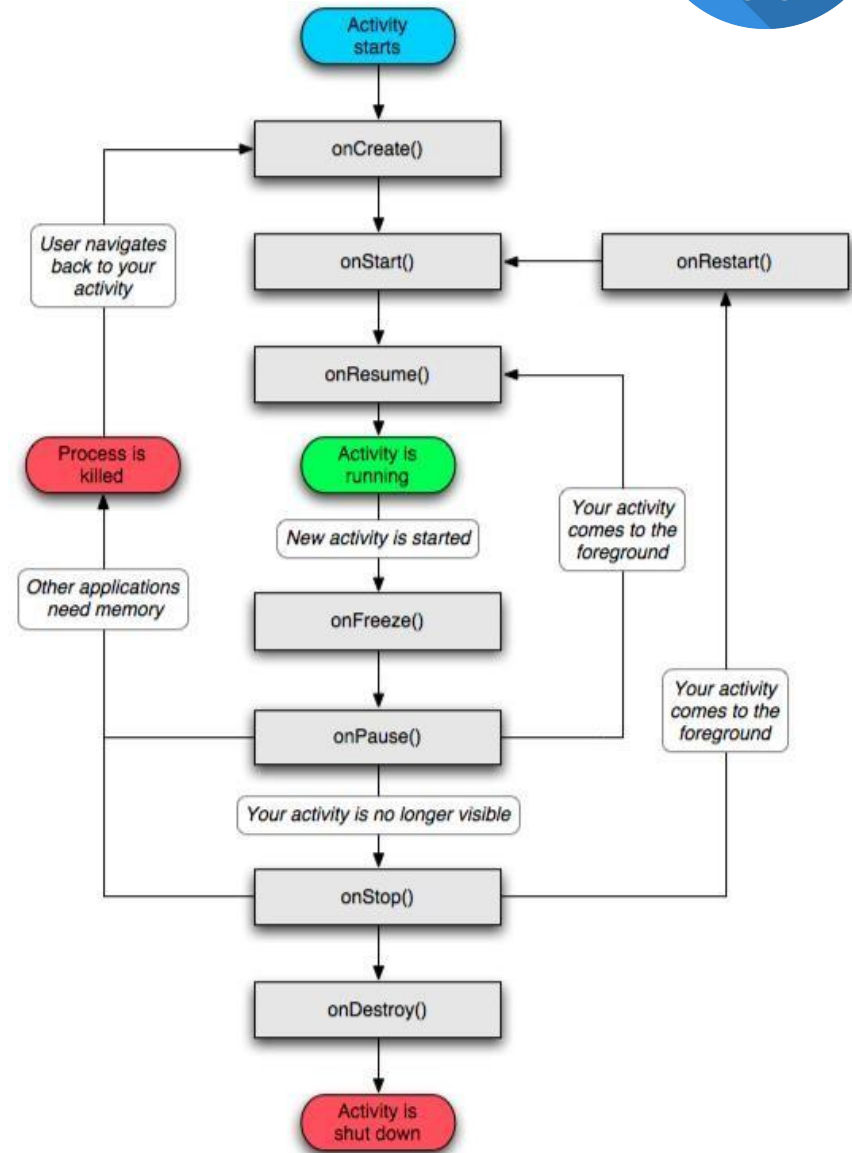 Activity
starts
onCreate()
User navigates
back to your
activity
onStart()
onRestart()
onResume()
Process is
killed
Activity is
running
Your activity
comes to the
foreground
New activity is started
Other applications
need memory
onFreeze()
Your activity
comes to the
foreground
onPause()
Your activity is no longer visible
onStop()
onDestroy()
Activity is
shut down